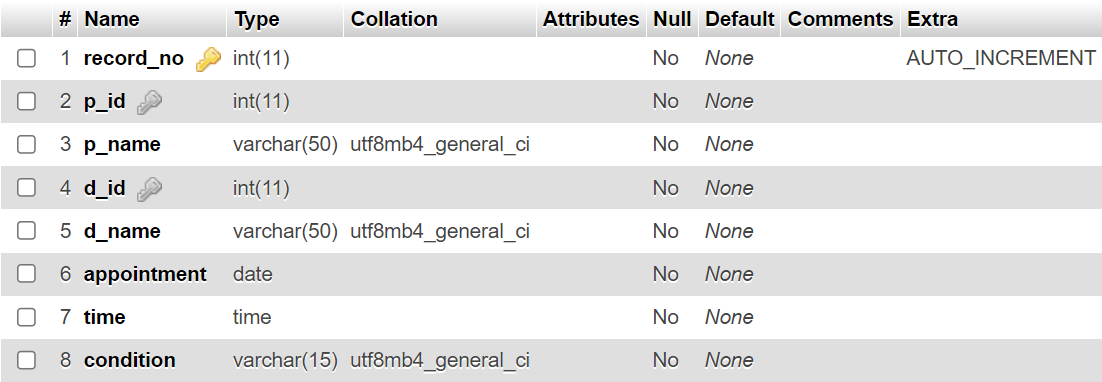 # Name Type Collation Attributes Null Default Comments Extra
1 record_no int(11) No None AUTO_INCREMENT
2 p_id int(11) No None
3 p_name varchar(50) utf8mb4_general_ci No None
4 d_id int(11) No None
5 d_name varchar(50) utf8mb4_general_ci No None
6 appointment date No None
7 time time No None
8 condition varchar(15) utf8mb4_general_ci No None